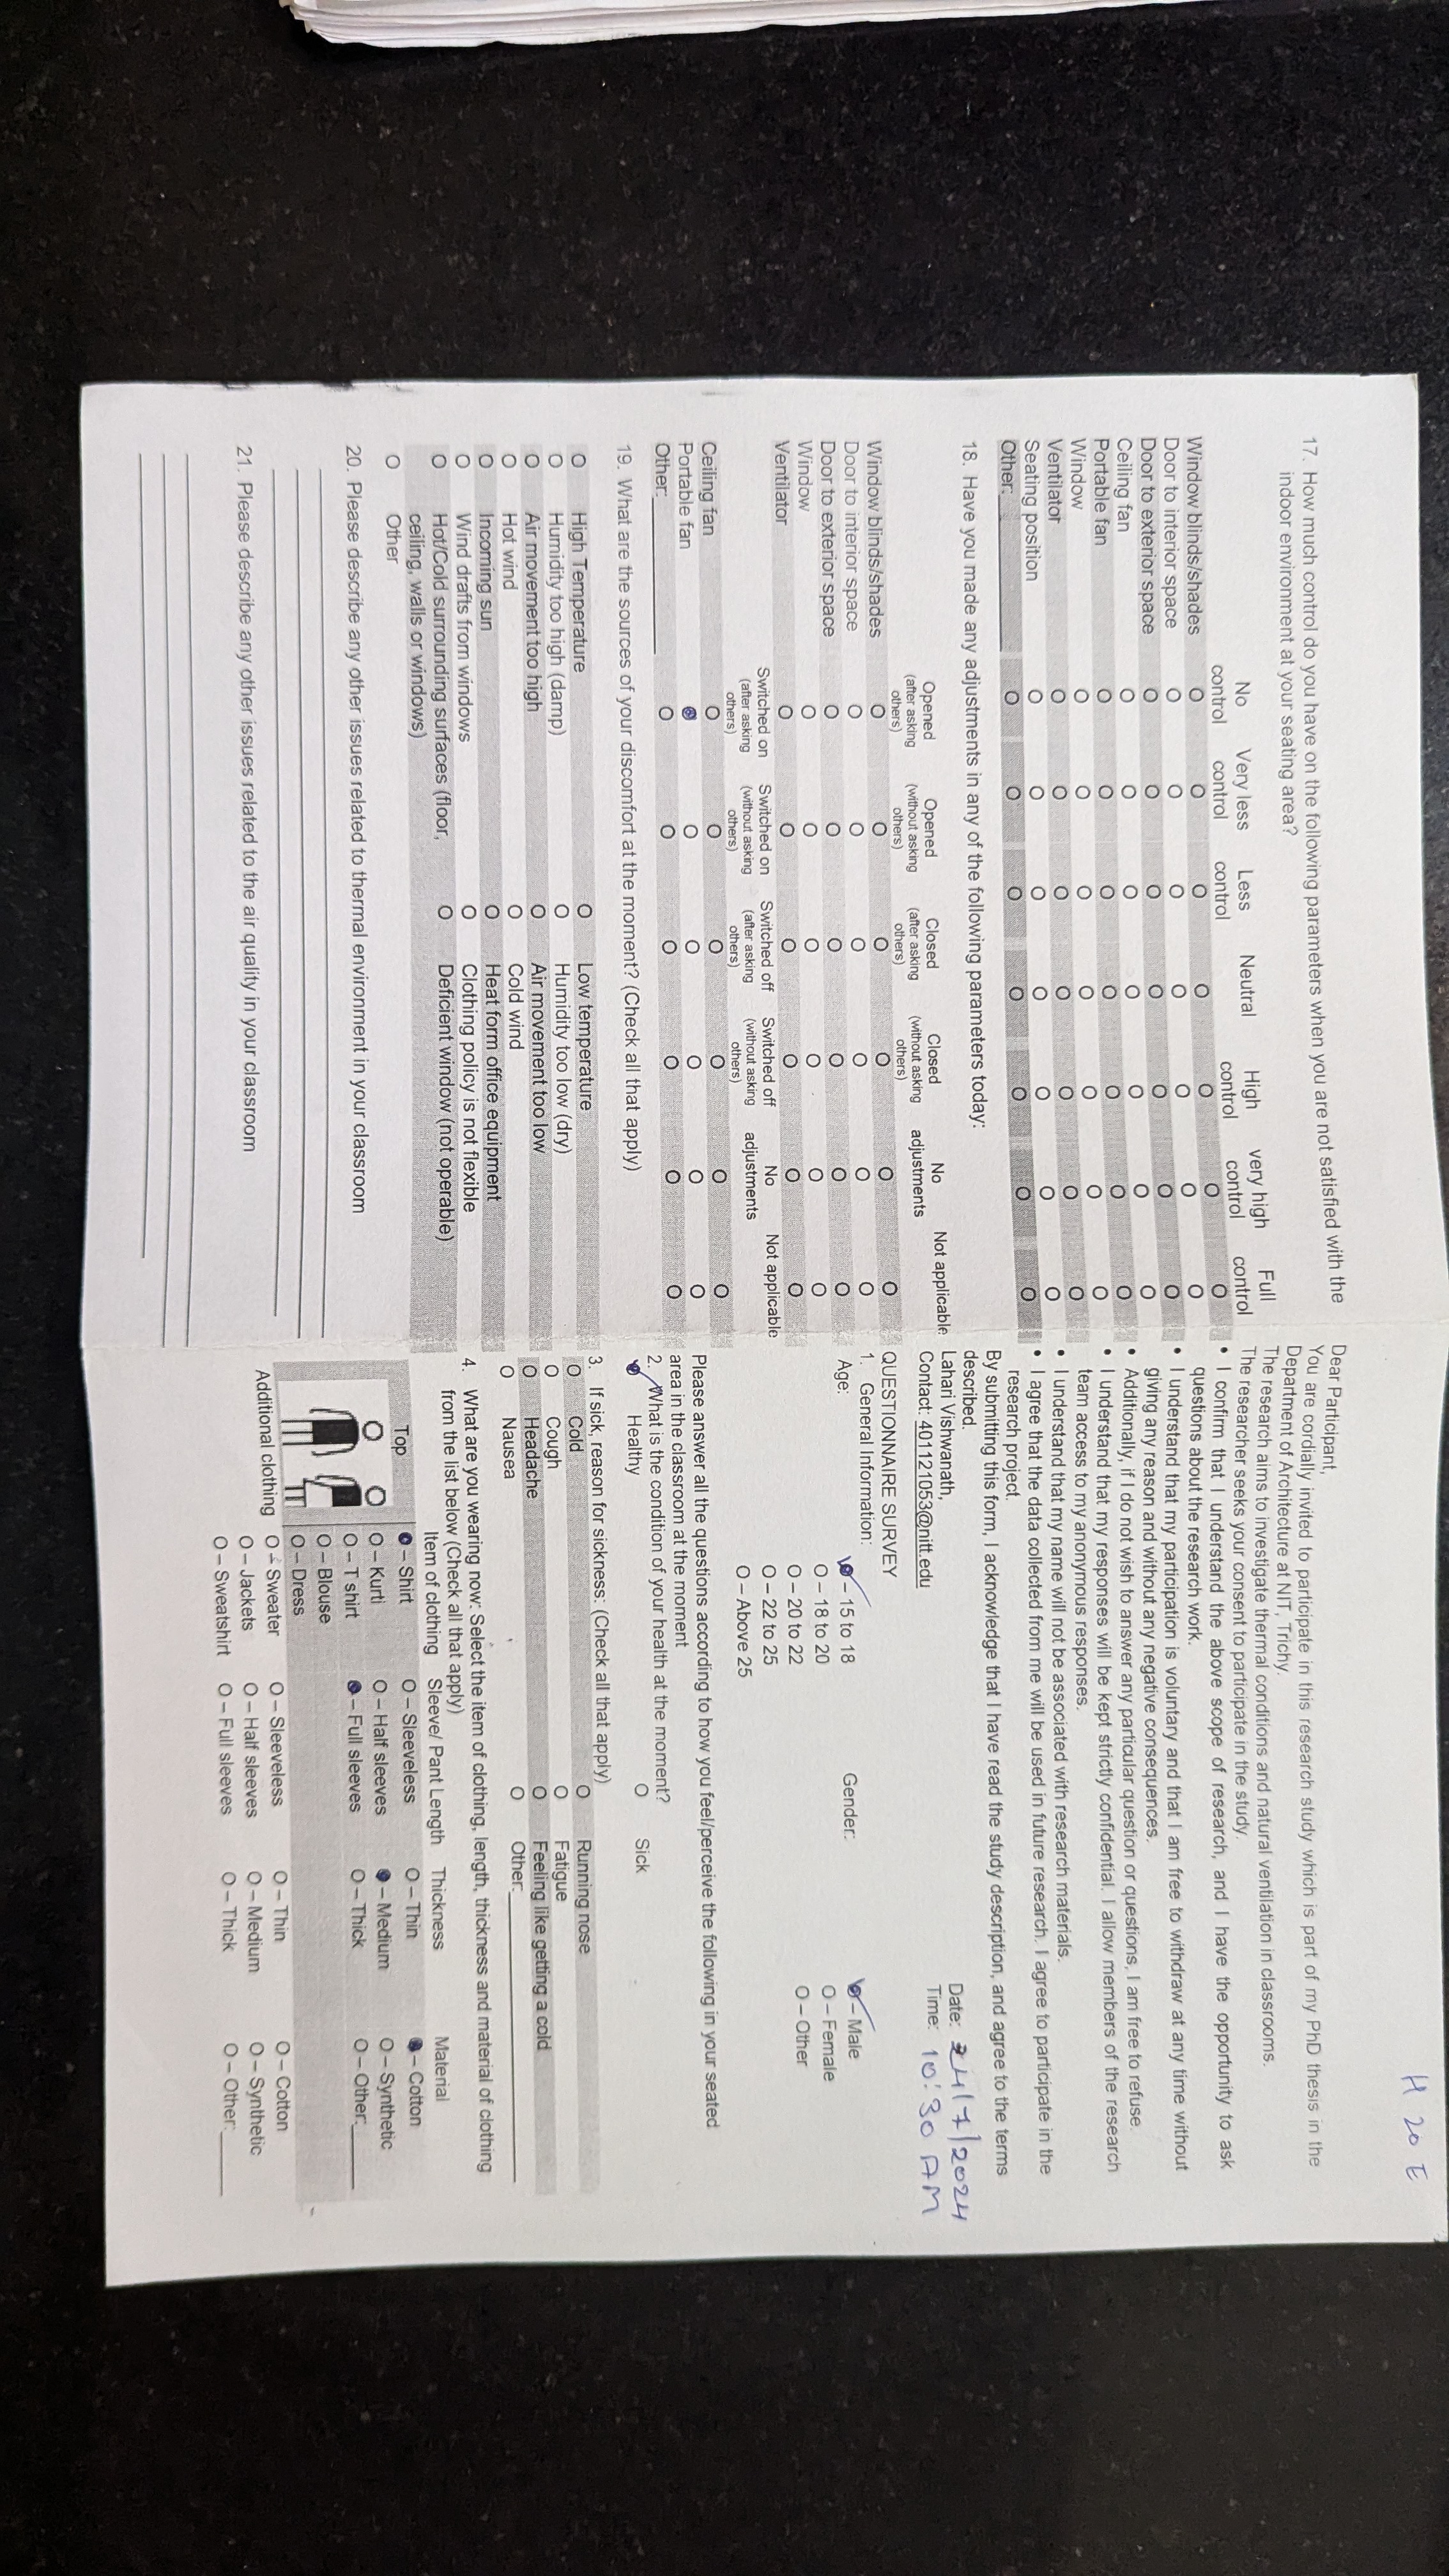 17. How much control do you have on the following parameters when you are not satisfied with the
indoor environment at your seating area?
No control Very less control Less control Neutral High control very high control Full control
Window blinds/shades O O O O O O O
Door to interior space O O O O O O O
Door to exterior space O O O O O O O
Ceiling fan O O O O O O O
Portable fan O O O O O O O
Window O O O O O O O
Ventilator O O O O O O O
Seating position O O O O O O O
Other: O O O O O O O
18. Have you made any adjustments in any of the following parameters today:
Opened (after asking others) Opened (without asking others) Closed (after asking others) Closed (without asking others) No adjustments Not applicable
Window blinds/shades O O O O O O
Door to interior space O O O O O O
Door to exterior space O O O O O O
Window O O O O O O
Ventilator O O O O O O
Switched on (after asking others) Switched on (without asking others) Switched off (after asking others) Switched off (without asking others) No adjustments Not applicable
Ceiling fan O O O O O O
Portable fan O O O O O O
Other: O O O O O O
19. What are the sources of your discomfort at the moment? (Check all that apply)
O High Temperature O Low temperature
O Humidity too high (damp) O Humidity too low (dry)
O Air movement too high O Air movement too low
O Hot wind O Cold wind
O Incoming sun O Heat form office equipment
O Wind drafts from windows O Clothing policy is not flexible
O Hot/Cold surrounding surfaces (floor, O Deficient window (not operable)
ceiling, walls or windows)
O Other
20. Please describe any other issues related to thermal environment in your classroom
21. Please describe any other issues related to the air quality in your classroom
H 20 E
Dear Participant,
You are cordially invited to participate in this research study which is part of my PhD thesis in the
Department of Architecture at NIT, Trichy.
The research aims to investigate thermal conditions and natural ventilation in classrooms.
The researcher seeks your consent to participate in the study.
• I confirm that I understand the above scope of research, and I have the opportunity to ask
questions about the research work.
• I understand that my participation is voluntary and that I am free to withdraw at any time without
giving any reason and without any negative consequences.
• Additionally, if I do not wish to answer any particular question or questions, I am free to refuse.
• I understand that my responses will be kept strictly confidential. I allow members of the research
team access to my anonymous responses.
• I understand that my name will not be associated with research materials.
• I agree that the data collected from me will be used in future research. I agree to participate in the
research project.
By submitting this form, I acknowledge that I have read the study description, and agree to the terms
described.
Lahari Vishwanath, Date: 24/7/2024
Contact: 401121053@nitt.edu Time: 10:30 AM
QUESTIONNAIRE SURVEY
1. General Information:
Age: O – 15 to 18 Gender: O – Male
O – 18 to 20 O – Female
O – 20 to 22 O – Other
O – 22 to 25
O – Above 25
Please answer all the questions according to how you feel/perceive the following in your seated
area in the classroom at the moment
2. What is the condition of your health at the moment?
O Healthy O Sick
3. If sick, reason for sickness: (Check all that apply)
O Cold O Running nose
O Cough O Fatigue
O Headache O Feeling like getting a cold
O Nausea O Other:
4. What are you wearing now: Select the item of clothing, length, thickness and material of clothing
from the list below (Check all that apply)
Item of clothing Sleeve/ Pant Length Thickness Material
Top O – Shirt O – Sleeveless O – Thin O – Cotton
O – Kurti O – Half sleeves O – Medium O – Synthetic
O – T shirt O – Full sleeves O – Thick O – Other:
O – Blouse
O – Dress
Additional clothing O – Sweater O – Sleeveless O – Thin O – Cotton
O – Jackets O – Half sleeves O – Medium O – Synthetic
O – Sweatshirt O – Full sleeves O – Thick O – Other: